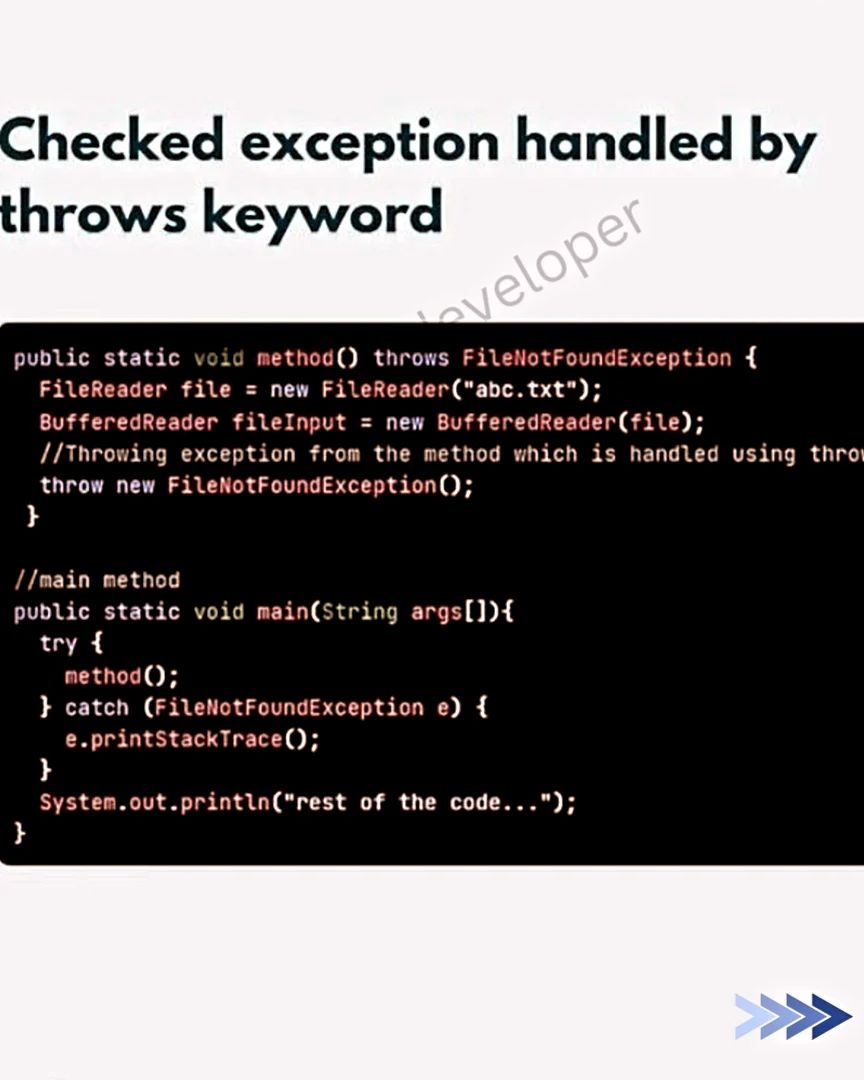 Checked exception handled by
throws keyword
developer
public static void method() throws FileNotFoundException {
FileReader file = new FileReader("abc.txt");
BufferedReader fileInput = new BufferedReader(file);
//Throwing exception from the method which is handled using
throw new FileNotFoundException();
}
//main method
public static void main(String args[]){
try {
method();
} catch (FileNotFoundException e) {
e.printStackTrace();
}
System.out.println("rest of the code...");
}